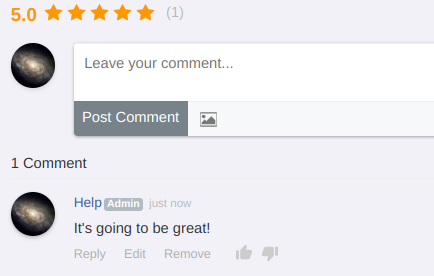 5.0 (1)
Leave your comment...
Post Comment
1 Comment
Help Admin just now
It's going to be great!
Reply Edit Remove